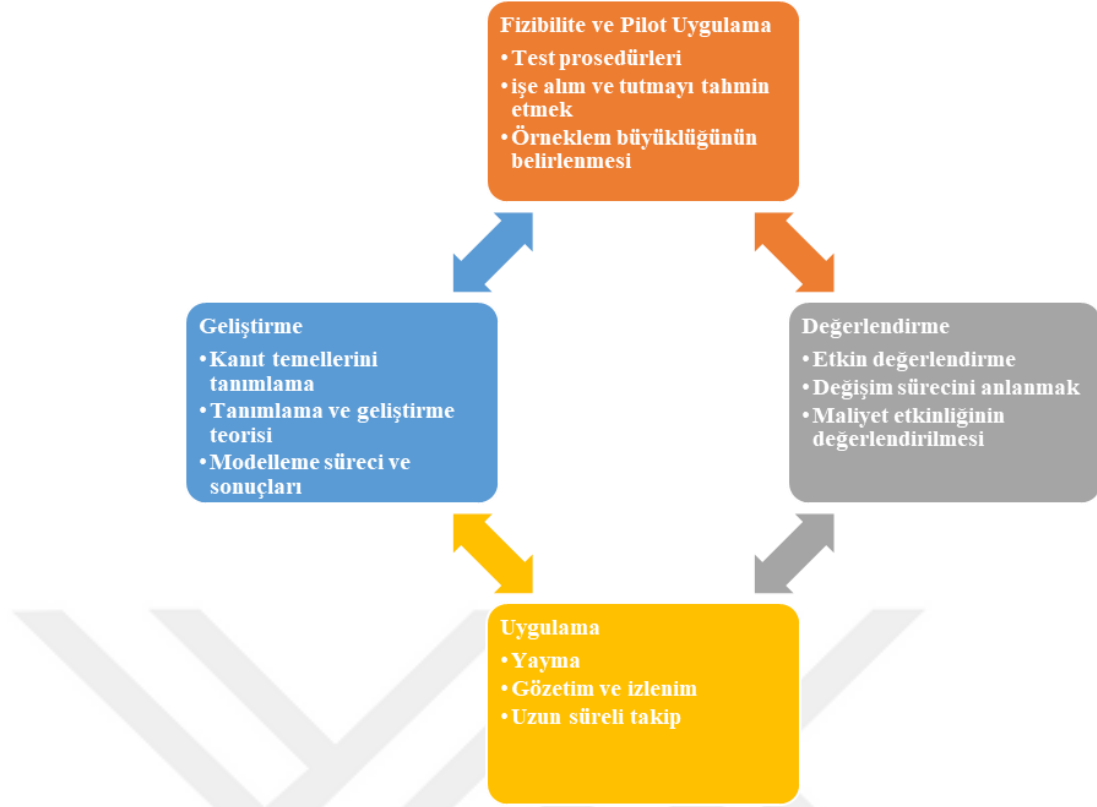 Fizibilite ve Pilot Uygulama
• Test prosedürleri
• işe alım ve tutmayı tahmin
etmek
• Örneklem büyüklüğünün
belirlenmesi
Geliştirme
• Kanıt temellerini
tanımlama
• Tanımlama ve geliştirme
teorisi
• Modelleme süreci ve
sonuçları
Değerlendirme
• Etkin değerlendirme
• Değişim sürecini anlanmak
• Maliyet etkinliğinin
değerlendirilmesi
Uygulama
• Yayma
• Gözetim ve izlenim
• Uzun süreli takip